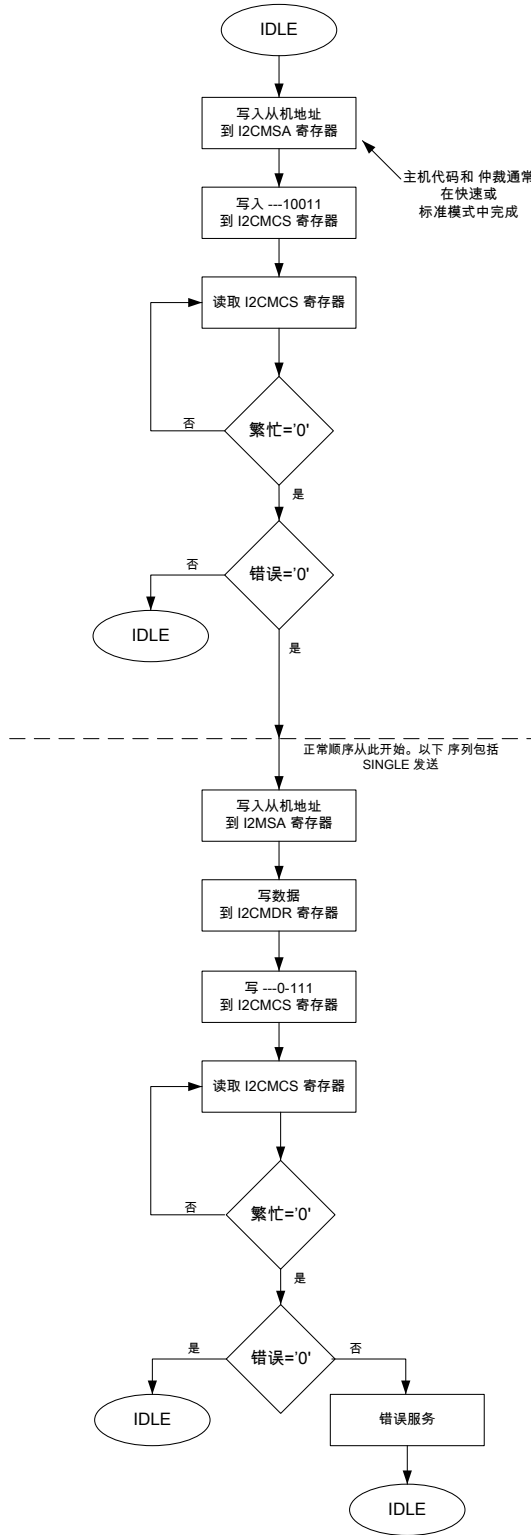 IDLE
写入从机地址
到 I2CMSA 寄存器
主机代码和 仲裁通常
在快速或
标准模式中完成
写入 ---10011
到 I2CMCS 寄存器
读取 I2CMCS 寄存器
繁忙='0'
否
是
错误='0'
否
IDLE
是
正常顺序从此开始。以下 序列包括
SINGLE 发送
写入从机地址
到 I2MSA 寄存器
写数据
到 I2CMDR 寄存器
写 ---0-111
到 I2CMCS 寄存器
读取 I2CMCS 寄存器
繁忙='0'
否
是
错误='0'
是
否
IDLE
错误服务
IDLE